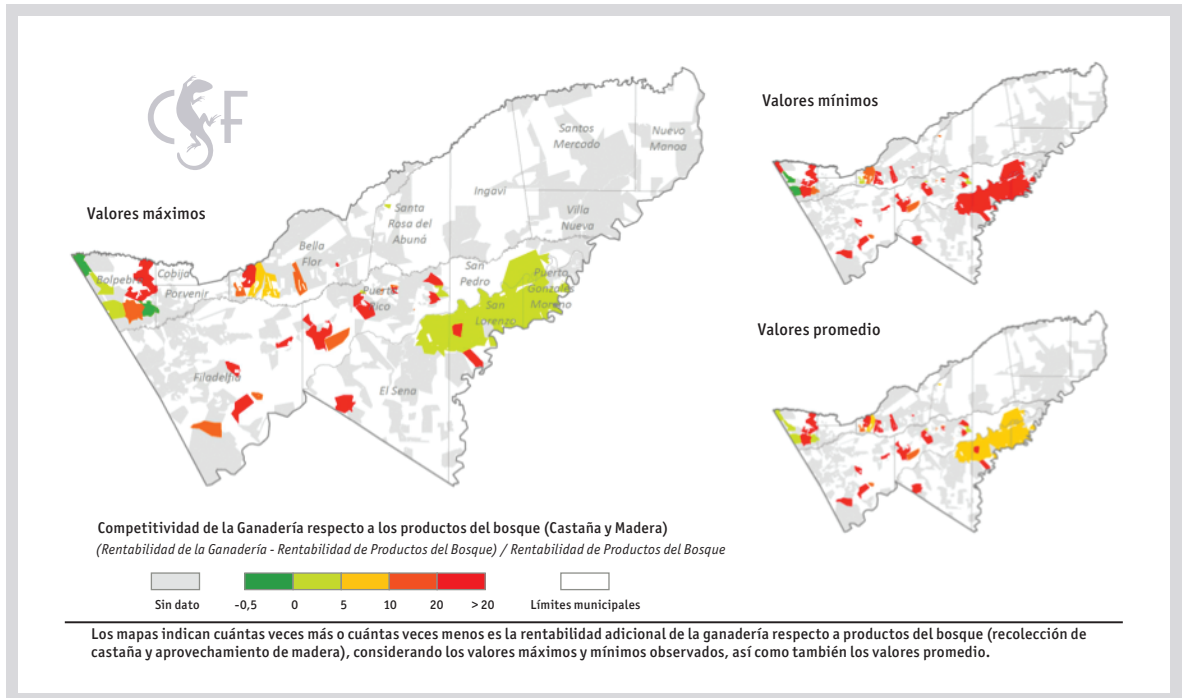 CSF
Valores máximos
Santos
Mercado
Nueva
Manoa
Ingavi
Santa
Rosa del
Abuná
Villa
Nueva
Bella
Flor
Bolpebra
Cobija
Porvenir
San
Pedro
Puerto
Gonzales
Moreno
Puerto
Rico
San
Lorenzo
Filadelfia
El Sena
Valores mínimos
Valores promedio
Competitividad de la Ganadería respecto a los productos del bosque (Castaña y Madera)
(Rentabilidad de la Ganadería - Rentabilidad de Productos del Bosque) / Rentabilidad de Productos del Bosque
Sin dato -0,5 0 5 10 20 > 20 Límites municipales
Los mapas indican cuántas veces más o cuántas veces menos es la rentabilidad adicional de la ganadería respecto a productos del bosque (recolección de
castaña y aprovechamiento de madera), considerando los valores máximos y mínimos observados, así como también los valores promedio.